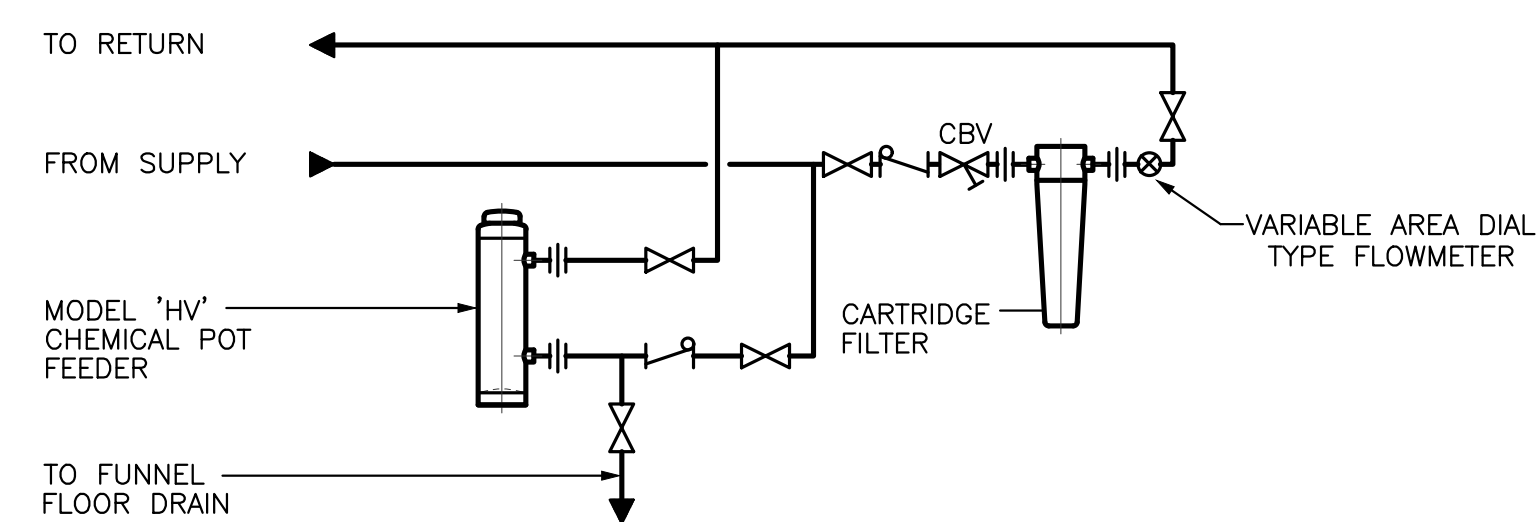 TO RETURN
FROM SUPPLY
CBV
VARIABLE AREA DIAL
TYPE FLOWMETER
MODEL 'HV'
CHEMICAL POT
FEEDER
CARTRIDGE
FILTER
TO FUNNEL
FLOOR DRAIN